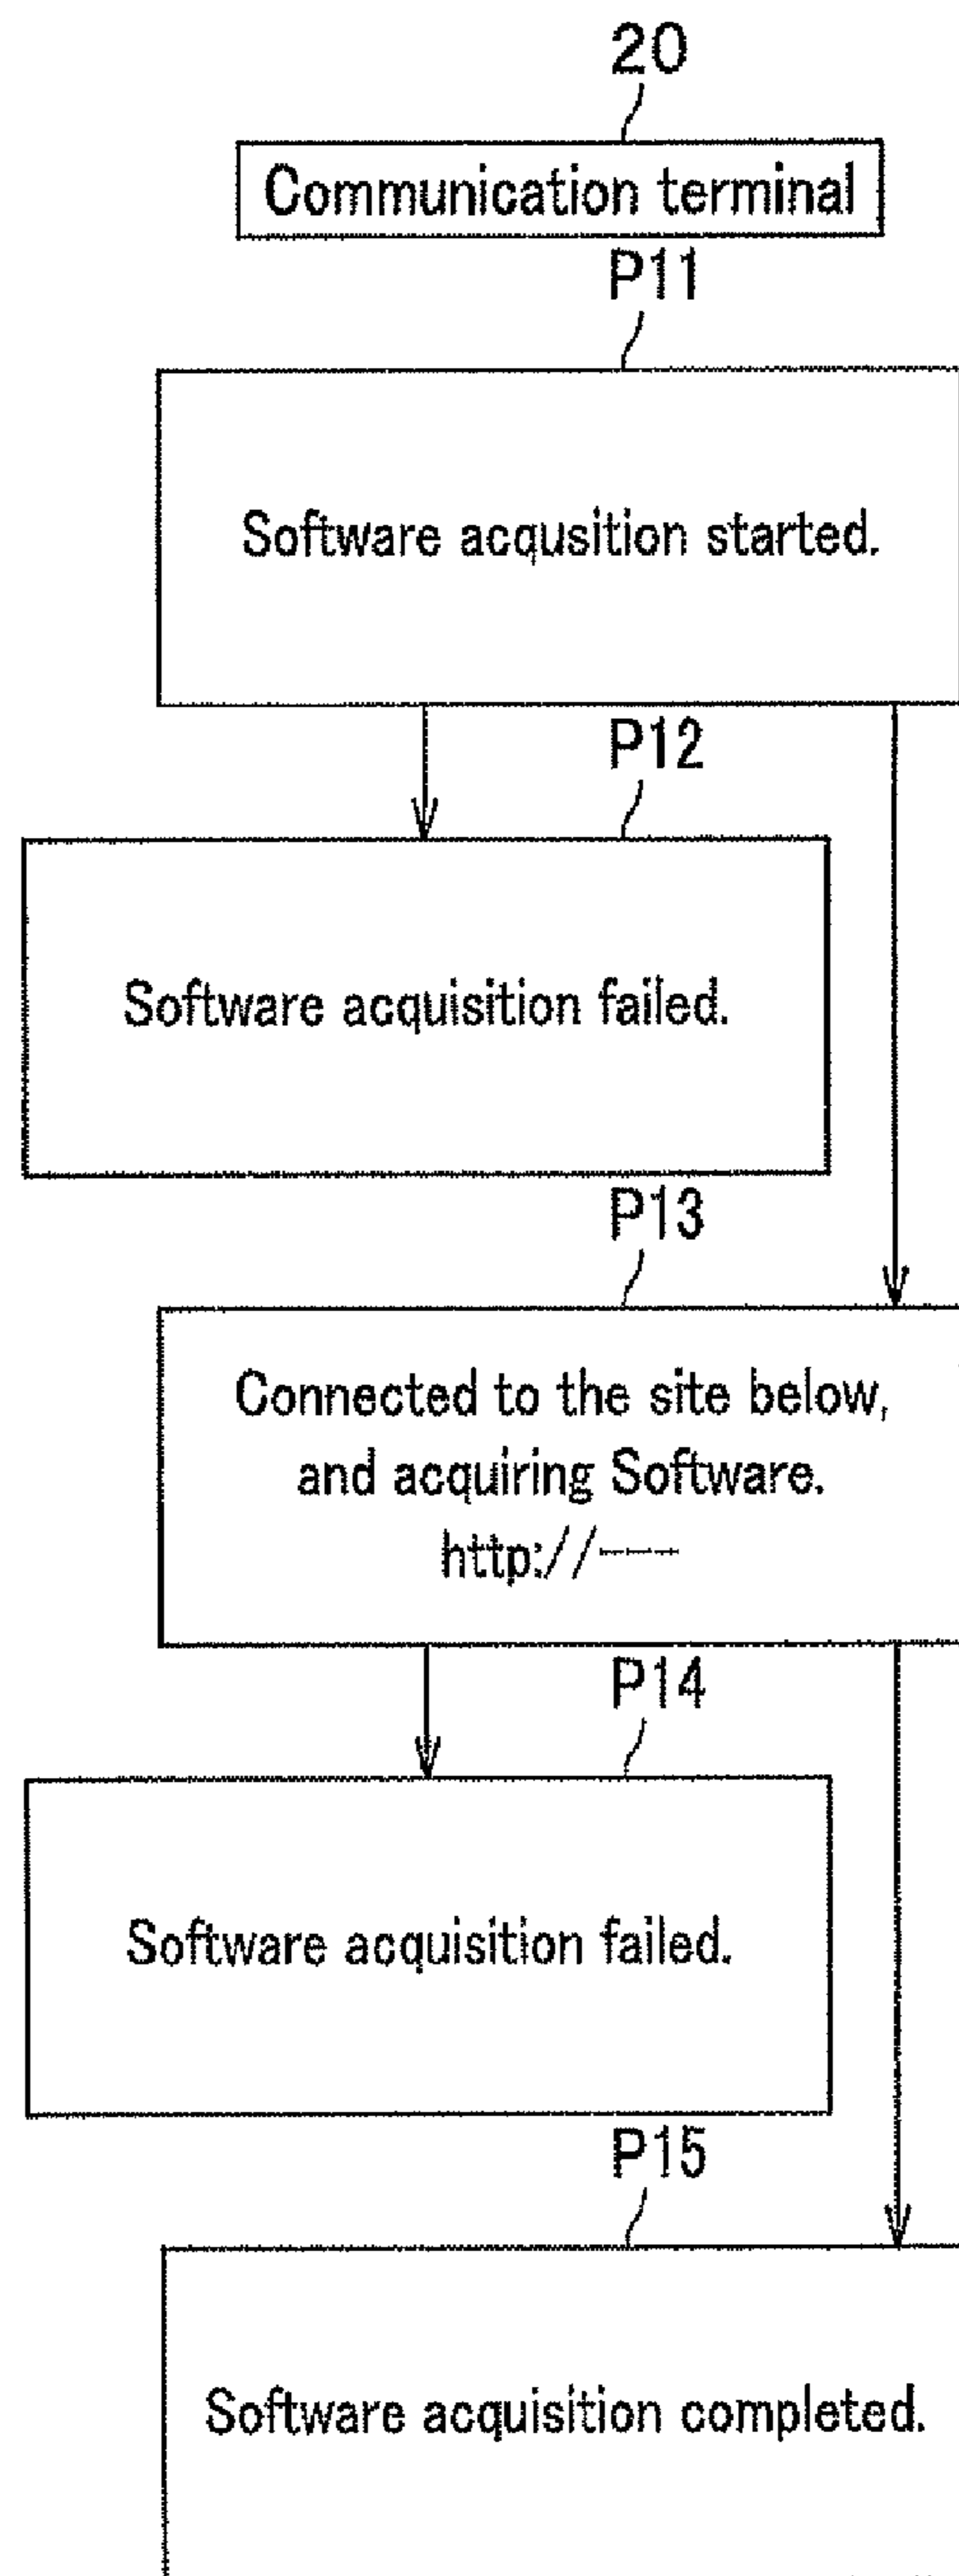 20
Communication terminal
P11
Software acqusition started.
P12
Software acquisition failed.
P13
Connected to the site below,
and acquiring Software.
http://----
P14
Software acquisition failed.
P15
Software acquisition completed.